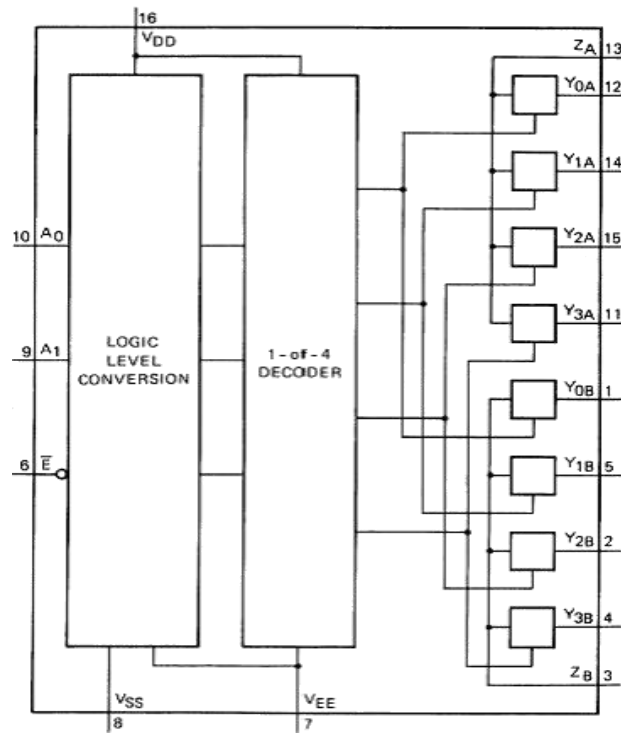 16
VDD
ZA 13
Y0A 12
Y1A 14
10 A0
Y2A 15
Y3A 11
9 A1
LOGIC
LEVEL
CONVERSION
1-of-4
DECODER
Y0B 1
6 E̅
Y1B 5
Y2B 2
Y3B 4
ZB 3
VSS
8
VEE
7